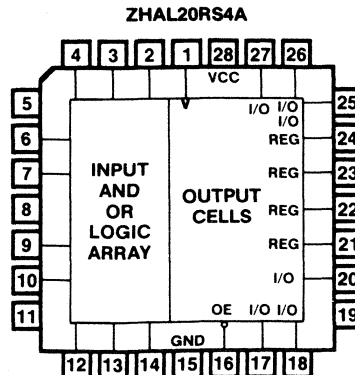 ZHAL20RS4A
4 3 2 1 28 27 26
VCC
5 25
I/O I/O
I/O
6 24
REG
7 INPUT REG 23
AND
OR OUTPUT
8 LOGIC CELLS REG 22
9 ARRAY REG 21
10 I/O 20
11 OE I/O I/O 19
GND
12 13 14 15 16 17 18